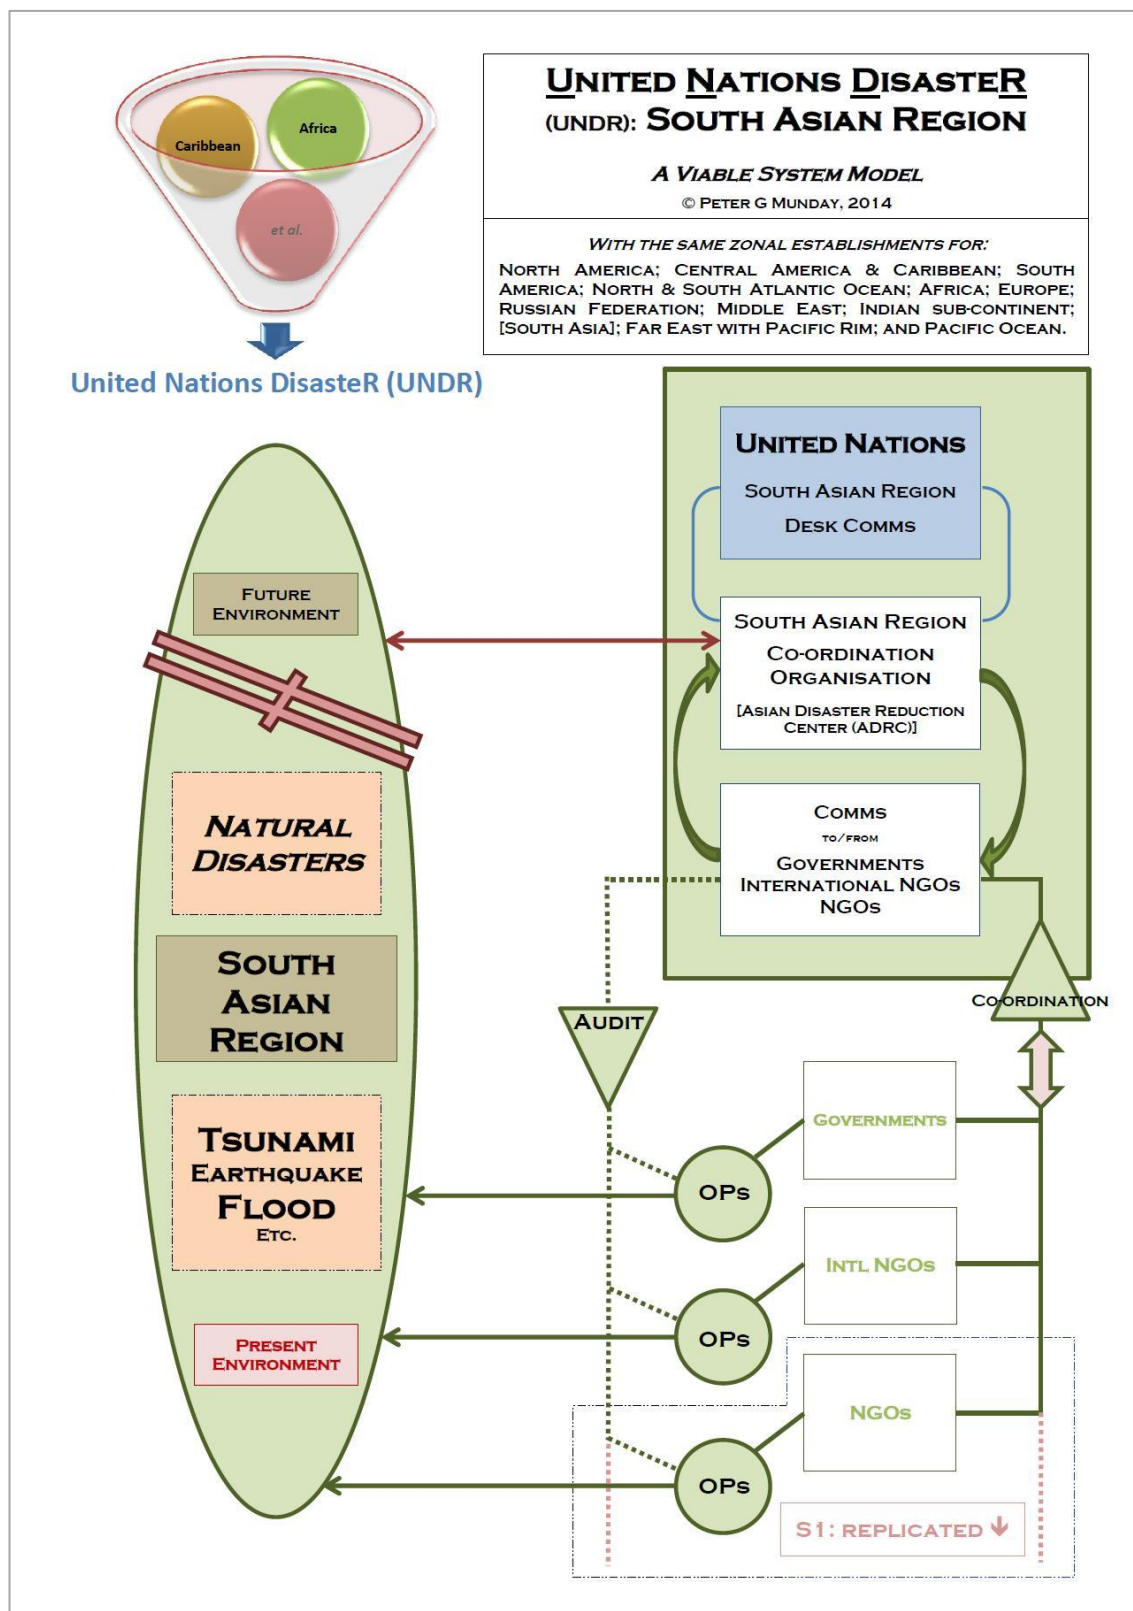 Caribbean
Africa
et al.
United Nations DisasteR (UNDR)
UNITED NATIONS DISASTER
(UNDR): SOUTH ASIAN REGION
A VIABLE SYSTEM MODEL
© PETER G MUNDAY, 2014
WITH THE SAME ZONAL ESTABLISHMENTS FOR:
NORTH AMERICA; CENTRAL AMERICA & CARIBBEAN; SOUTH
AMERICA; NORTH & SOUTH ATLANTIC OCEAN; AFRICA; EUROPE;
RUSSIAN FEDERATION; MIDDLE EAST; INDIAN SUB-CONTINENT;
[SOUTH ASIA]; FAR EAST WITH PACIFIC RIM; AND PACIFIC OCEAN.
UNITED NATIONS
SOUTH ASIAN REGION
DESK COMMS
SOUTH ASIAN REGION
CO-ORDINATION
ORGANISATION
[ASIAN DISASTER REDUCTION
CENTER (ADRC)]
COMMS
TO/FROM
GOVERNMENTS
INTERNATIONAL NGOS
NGOS
FUTURE
ENVIRONMENT
NATURAL
DISASTERS
SOUTH
ASIAN
REGION
TSUNAMI
EARTHQUAKE
FLOOD
ETC.
PRESENT
ENVIRONMENT
AUDIT
CO-ORDINATION
GOVERNMENTS
OPS
INTL NGOS
OPS
NGOS
OPS
S1: REPLICATED ↓